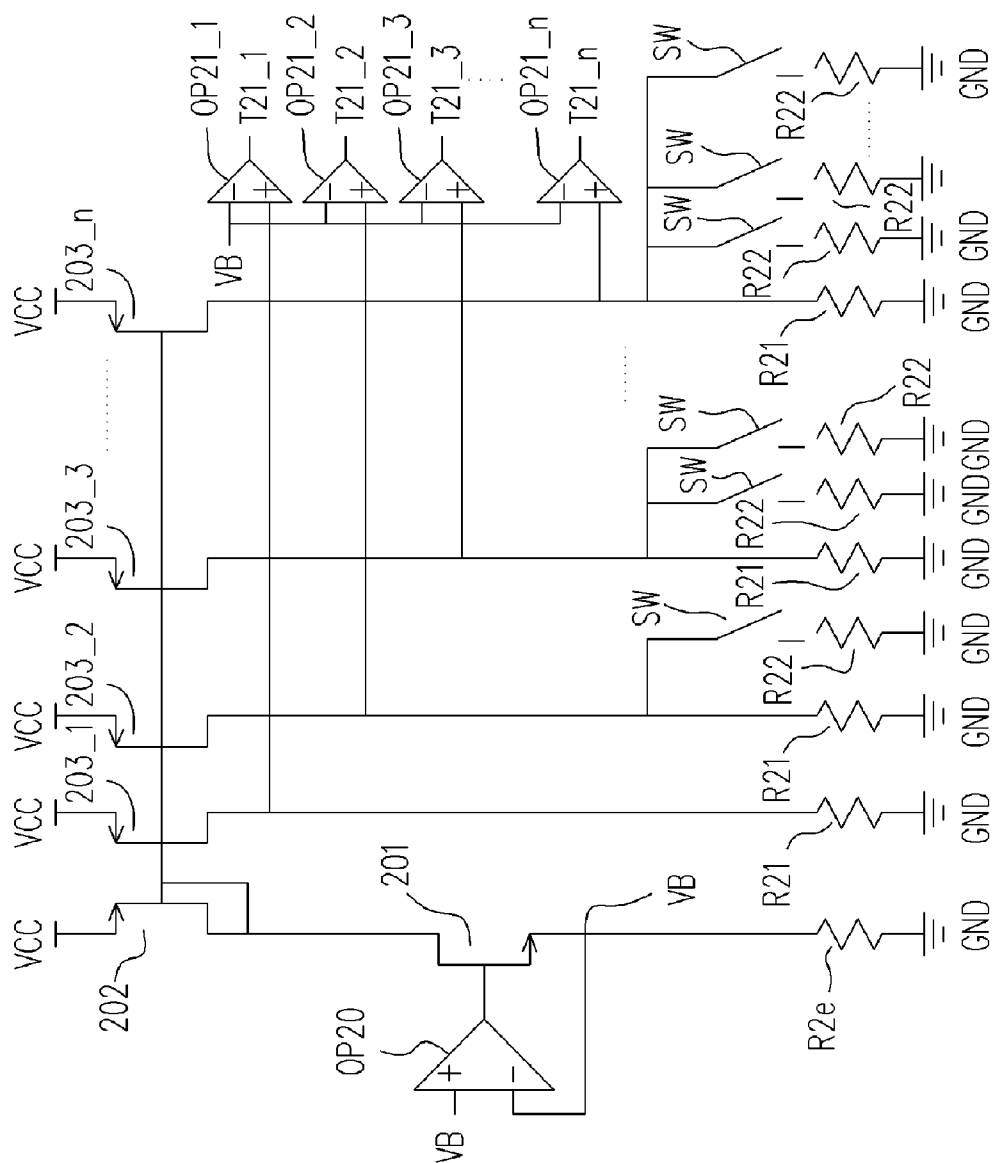 VCC
VCC
VCC
VCC
VCC
202
203_1
203_2
203_3
203_n
OP21_1
T21_1
OP21_2
T21_2
OP21_3
T21_3
OP21_n
T21_n
VB
VB
OP20
+
−
201
VB
−
+
−
+
−
+
−
+
SW
SW
SW
SW
SW
SW
R2e
R21
R21
R22
R21
R22
R22
R21
R22
R22
R22
GND
GND
GND
GND
GND
GND
GND
GND
GND
GND